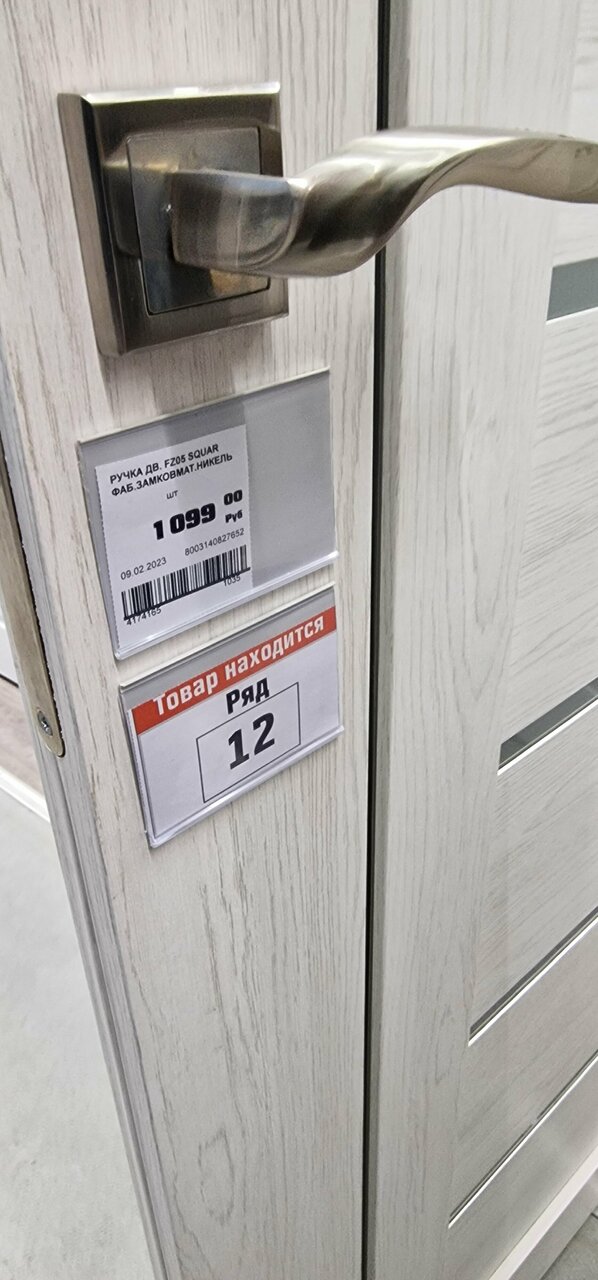 РУЧКА ДВ. FZ05 SQUAR
ФАБ.ЗАМКОВМАТ.НИКЕЛЬ
шт
1 099 00
Руб
09.02.2023 8003140827652
4174165 1035
Товар находится
Ряд
12